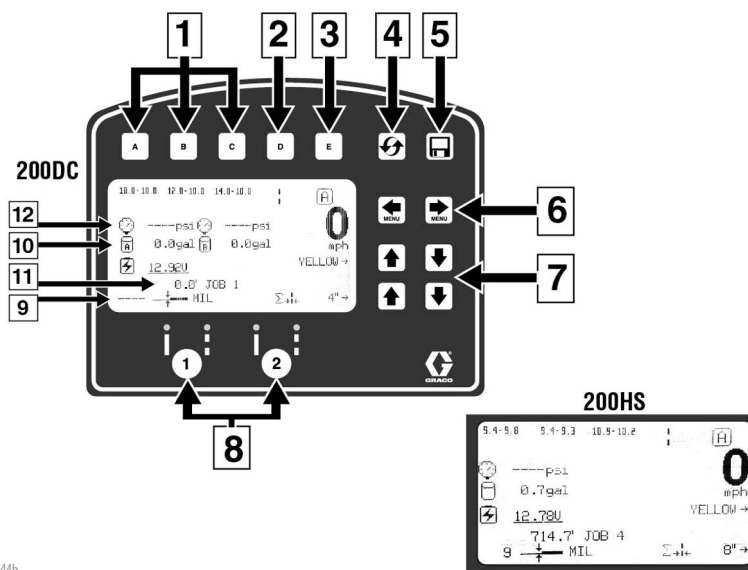 1 2 3 4 5
A B C D E
200DC
10.0-10.0 12.0-10.0 14.0-10.0
A
MENU MENU
6
12
----psi ----psi
0
mph
10
A 0.0gal B 0.0gal
12.92V
YELLOW→
11
0.0' JOB 1
7
9
---- MIL Σ 4"→
1 2
GRACO
8
200HS
9.4-9.8 9.4-9.3 10.9-10.2
A
----psi
0
mph
0.7gal
12.78V
YELLOW→
714.7' JOB 4
9 MIL Σ 8"→